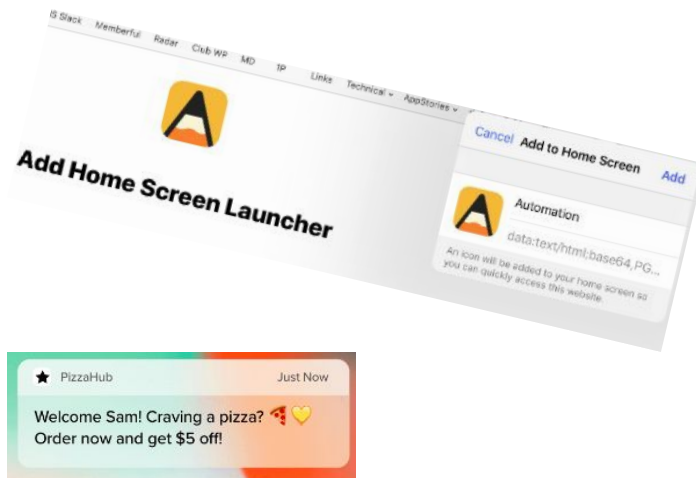 IS Slack Memberful Radar Club WP MD 1P Links Technical AppStories
Add Home Screen Launcher
Cancel Add to Home Screen Add
Automation
data:text/html;base64,PG...
An icon will be added to your home screen so
you can quickly access this website.
PizzaHub Just Now
Welcome Sam! Craving a pizza? 🍕💛
Order now and get $5 off!